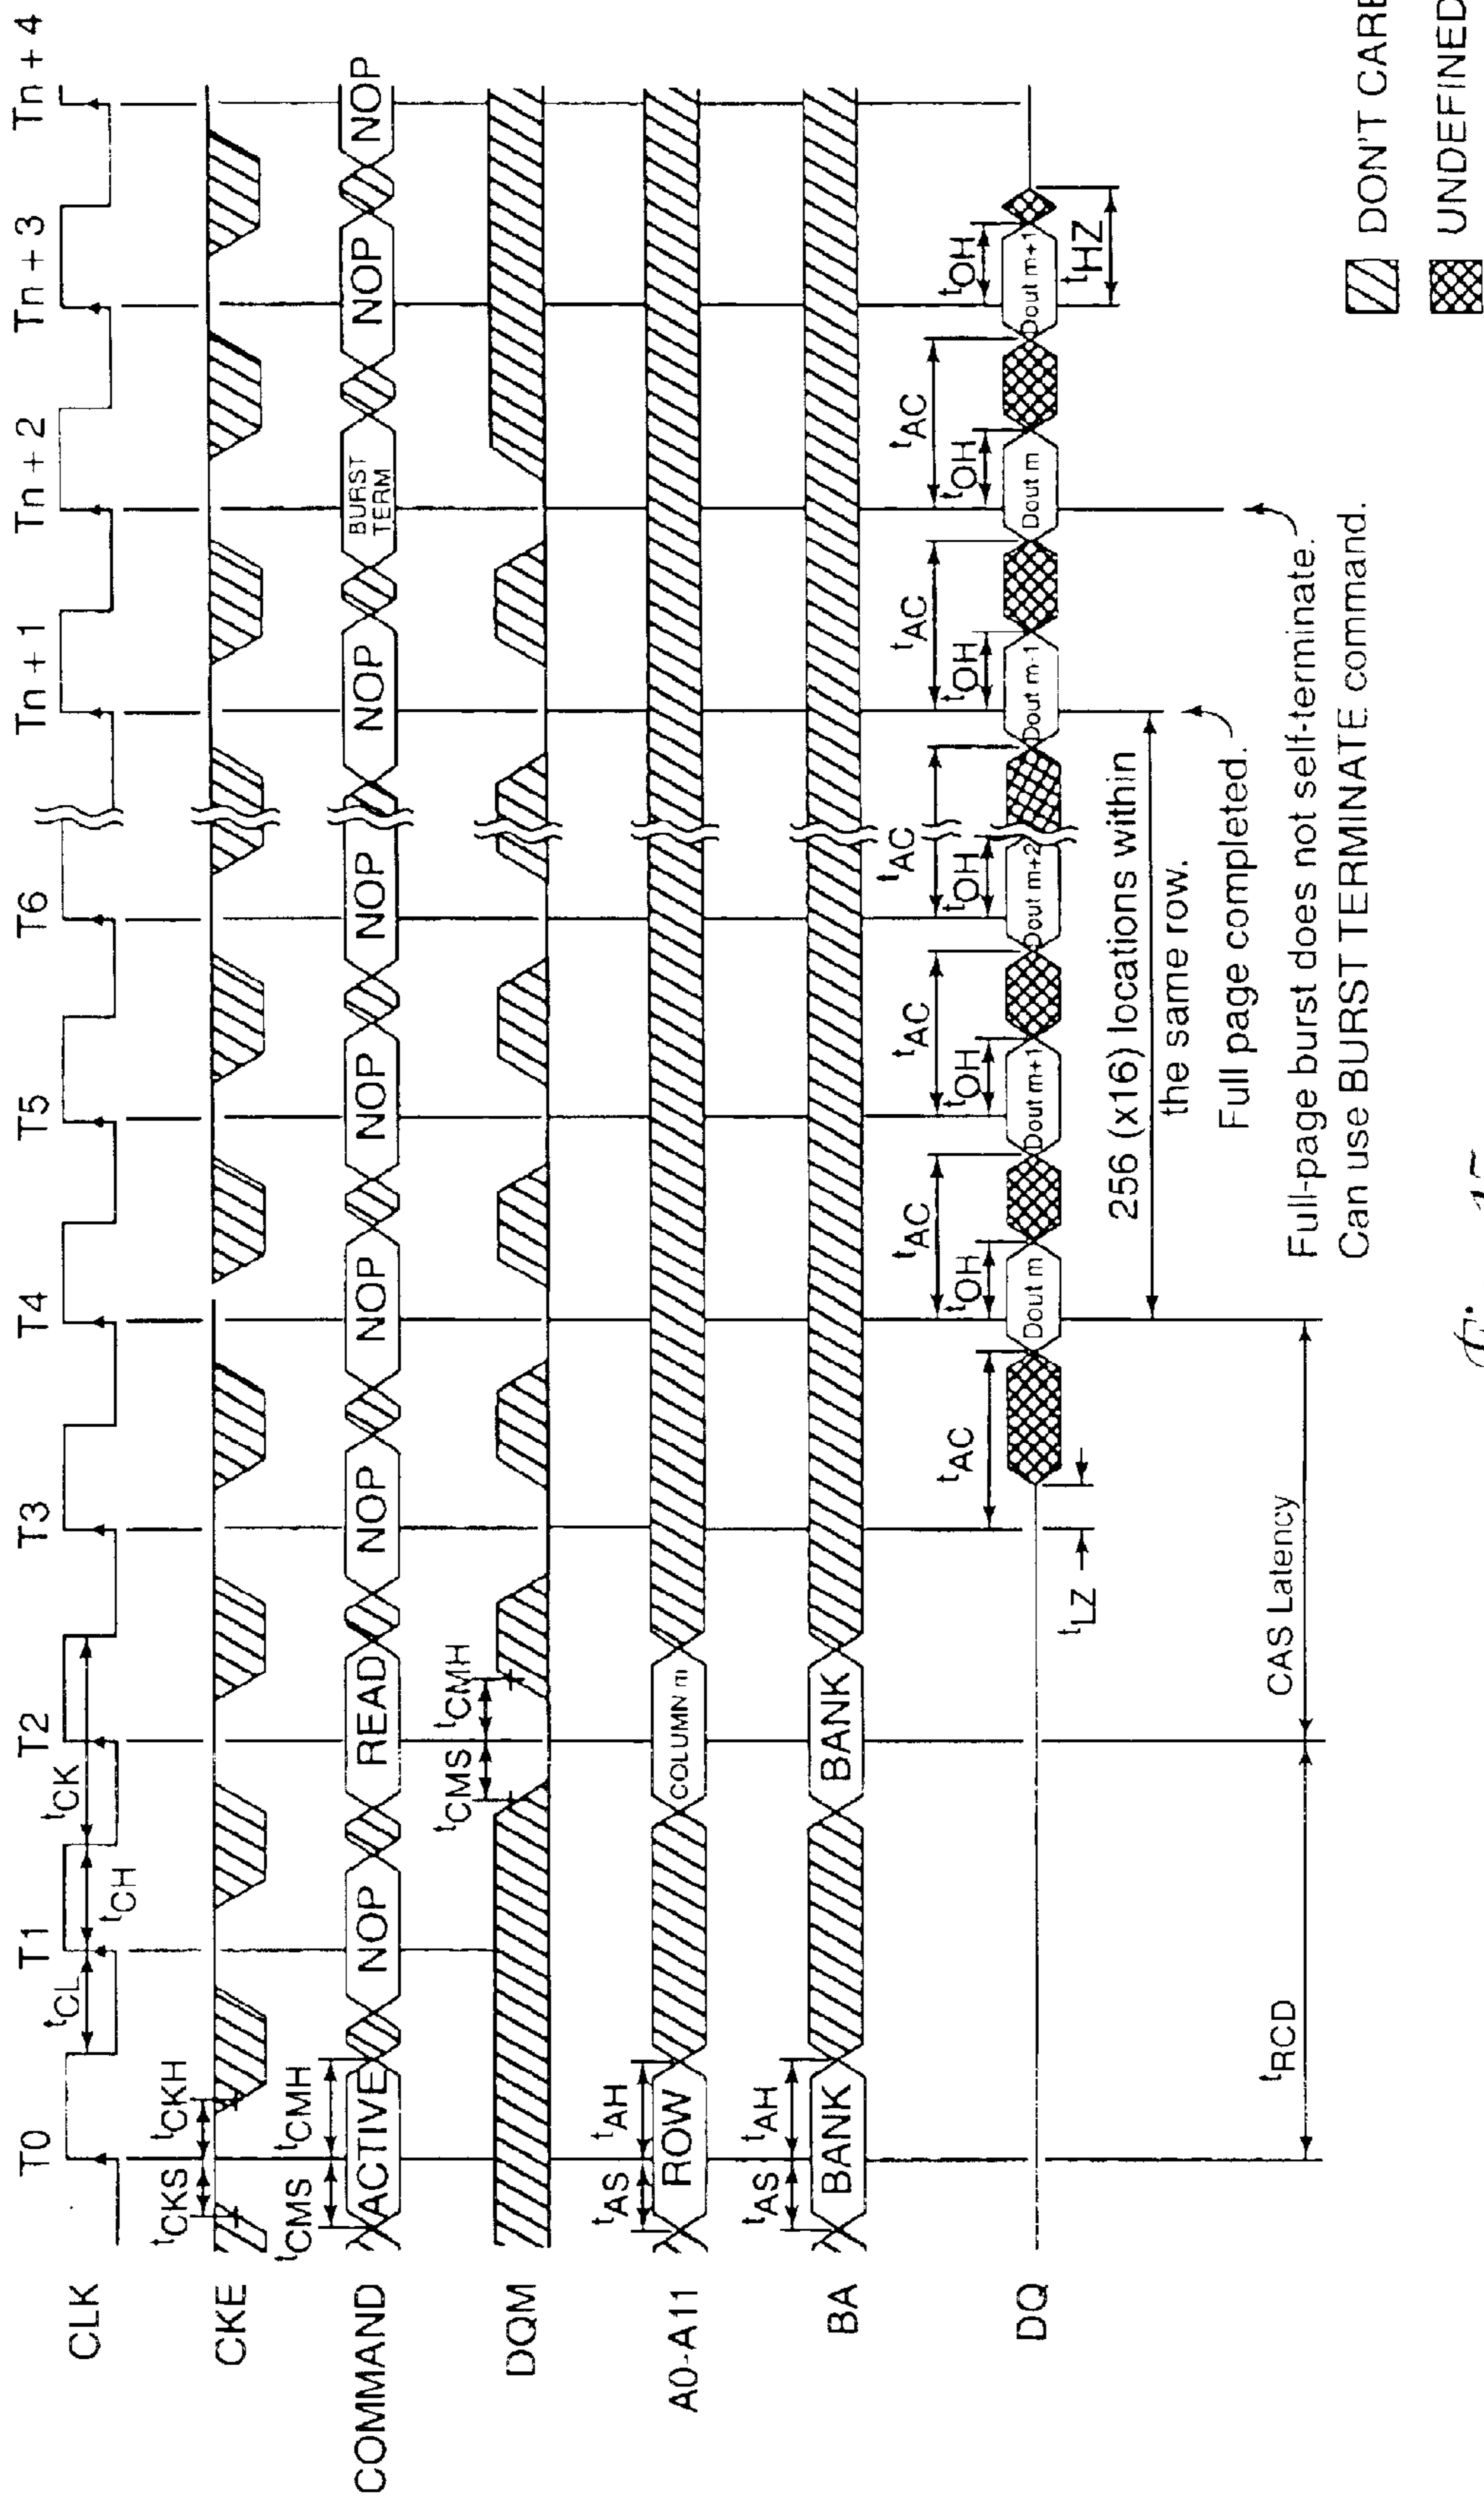 T0 T1 T2 T3 T4 T5 T6 Tn + 1 Tn + 2 Tn + 3 Tn + 4
CLK
tCL tCH tCK
CKE
tCKS tCKH
COMMAND
tCMS tCMH
ACTIVE NOP READ NOP NOP NOP NOP NOP BURST TERM NOP NOP
DQM
tCMS tCMH
A0-A11
tAS tAH
ROW COLUMN m
BA
tAS tAH
BANK BANK
DQ
tAC tAC tAC tAC tAC tAC
tOH tOH tOH tOH tOH tOH
Dout m Dout m+1 Dout m+2 Dout m-1 Dout m Dout m+1
tLZ tHZ
256 (x16) locations within
the same row.
Full page completed.
tRCD CAS Latency
Full-page burst does not self-terminate.
Can use BURST TERMINATE command.
DON'T CARE
UNDEFINED